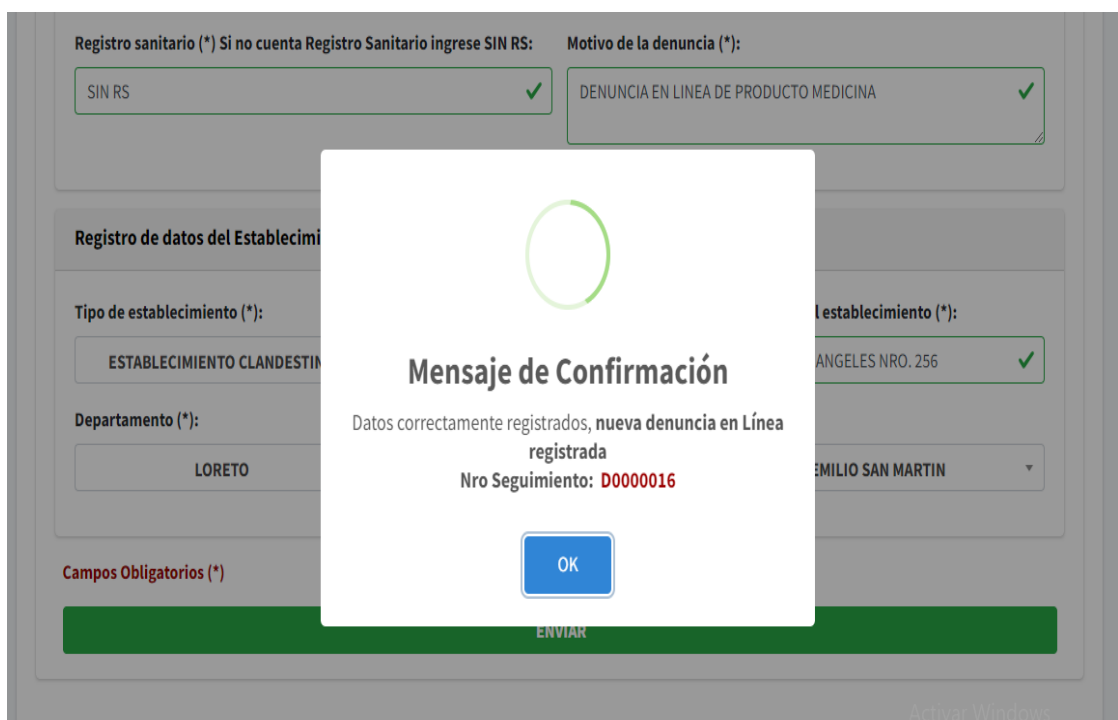 Registro sanitario (*) Si no cuenta Registro Sanitario ingrese SIN RS:
Motivo de la denuncia (*):
SIN RS
DENUNCIA EN LINEA DE PRODUCTO MEDICINA
Registro de datos del
Tipo de establecimiento (*):
establecimiento (*):
ESTABLECIMIENTO
ANGELES NRO. 256
Mensaje de Confirmación
Departamento (*):
Datos correctamente registrados, nueva denuncia en Línea
registrada
LORETO
EMILIO SAN MARTIN
Nro Seguimiento: D0000016
OK
Campos Obligatorios (*)
ENVIAR
Activar Windows